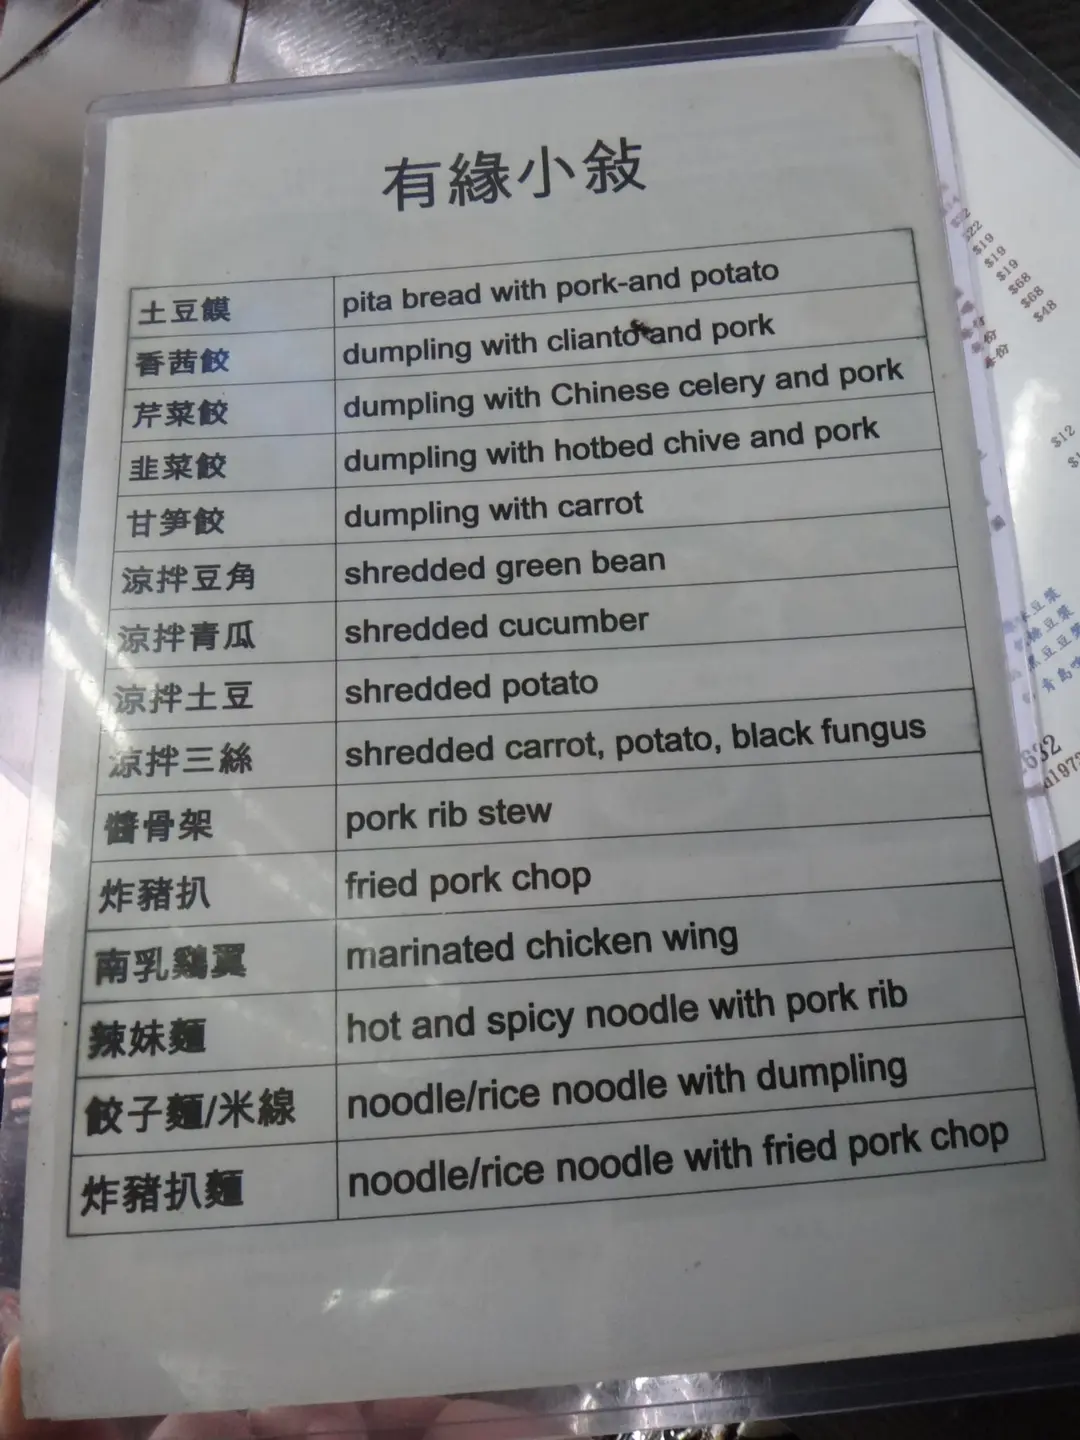 有緣小敍
土豆饃 pita bread with pork-and potato
香茜餃 dumpling with clianto and pork
芹菜餃 dumpling with Chinese celery and pork
韭菜餃 dumpling with hotbed chive and pork
甘笋餃 dumpling with carrot
涼拌豆角 shredded green bean
涼拌青瓜 shredded cucumber
涼拌土豆 shredded potato
涼拌三絲 shredded carrot, potato, black fungus
醬骨架 pork rib stew
炸豬扒 fried pork chop
南乳鷄翼 marinated chicken wing
辣妹麵 hot and spicy noodle with pork rib
餃子麵/米線 noodle/rice noodle with dumpling
炸豬扒麵 noodle/rice noodle with fried pork chop
$22
$19
$19
$19
$68
$68
$48
$12